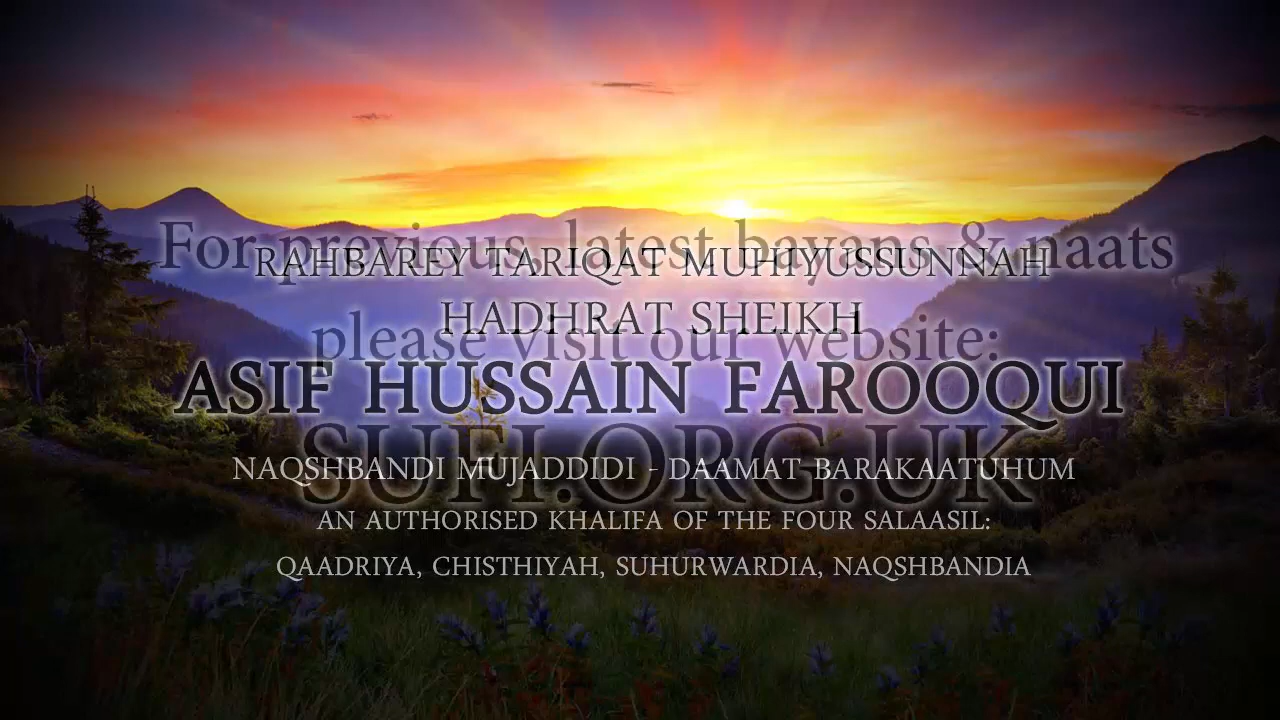 For previous, latest bayans & naats
RAHBAREY TARIQAT MUHIYUSSUNNAH
HADHRAT SHEIKH
please visit our website:
ASIF HUSSAIN FAROOQUI
SUFI.ORG.UK
NAQSHBANDI MUJADDIDI - DAAMAT BARAKAATUHUM
AN AUTHORISED KHALIFA OF THE FOUR SALAASIL:
QAADRIYA, CHISTHIYAH, SUHURWARDIA, NAQSHBANDIA